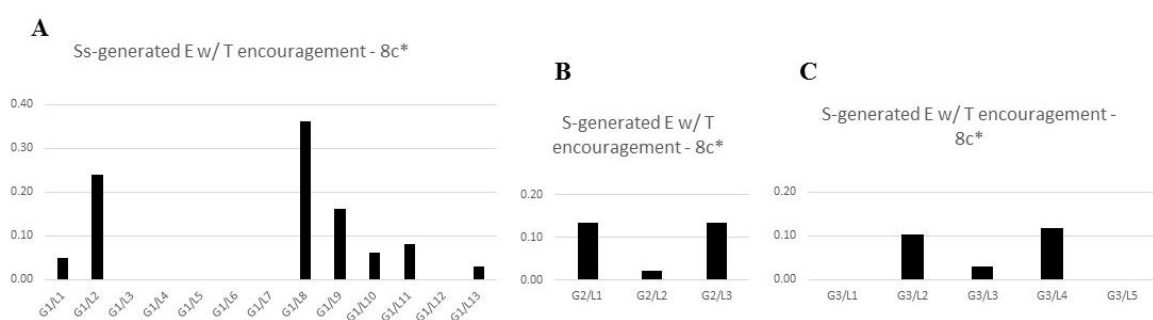 A
Ss-generated E w/ T encouragement - 8c*
0.40
0.30
0.20
0.10
0.00
G1/L1
G1/L2
G1/L3
G1/L4
G1/L5
G1/L6
G1/L7
G1/L8
G1/L9
G1/L10
G1/L11
G1/L12
G1/L13
B
S-generated E w/ T
encouragement - 8c*
0.20
0.10
0.00
G2/L1
G2/L2
G2/L3
C
S-generated E w/ T encouragement -
8c*
0.20
0.10
0.00
G3/L1
G3/L2
G3/L3
G3/L4
G3/L5